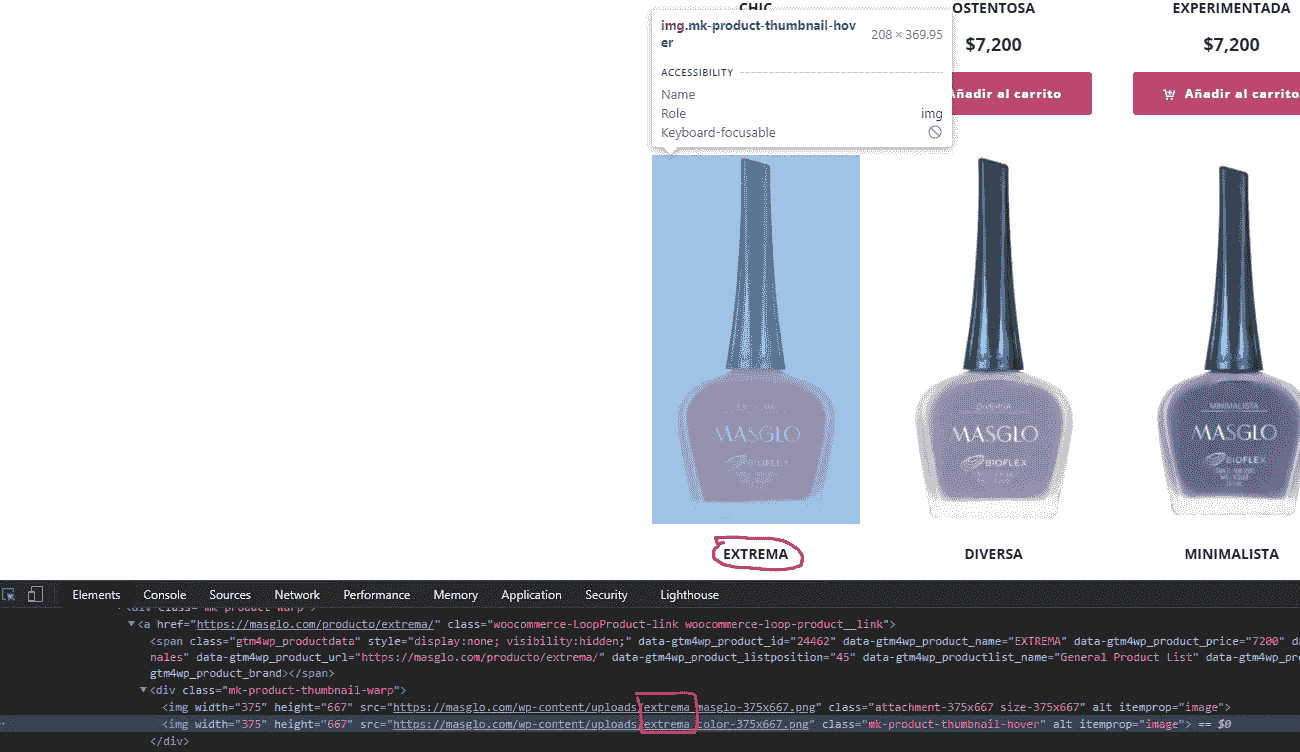 CHIC
OSTENTOSA
EXPERIMENTADA
img.mk-product-thumbnail-hov
er
208 × 369.95
$7,200
$7,200
ACCESSIBILITY
Name
Role
img
Keyboard-focusable
Añadir al carrito
Añadir al carrito
EXTREMA
MASGLO
BIOFLEX
DIVERSA
MASGLO
BIOFLEX
MINIMALISTA
MASGLO
BIOFLEX
EXTREMA
DIVERSA
MINIMALISTA
Elements Console Sources Network Performance Memory Application Security Lighthouse
<div class="mk-product-warp">
<a href="https://masglo.com/producto/extrema/" class="woocommerce-LoopProduct-link woocommerce-loop-product__link">
<span class="gtm4wp_productdata" style="display:none; visibility:hidden;" data-gtm4wp_product_id="24462" data-gtm4wp_product_name="EXTREMA" data-gtm4wp_product_price="7200" da
nales" data-gtm4wp_product_url="https://masglo.com/producto/extrema/" data-gtm4wp_product_listposition="45" data-gtm4wp_productlist_name="General Product List" data-gtm4wp_pro
gtm4wp_product_brand></span>
<div class="mk-product-thumbnail-warp">
<img width="375" height="667" src="https://masglo.com/wp-content/uploads/extrema_masglo-375x667.png" class="attachment-375x667 size-375x667" alt itemprop="image">
<img width="375" height="667" src="https://masglo.com/wp-content/uploads/extrema_color-375x667.png" class="mk-product-thumbnail-hover" alt itemprop="image"> == $0
</div>